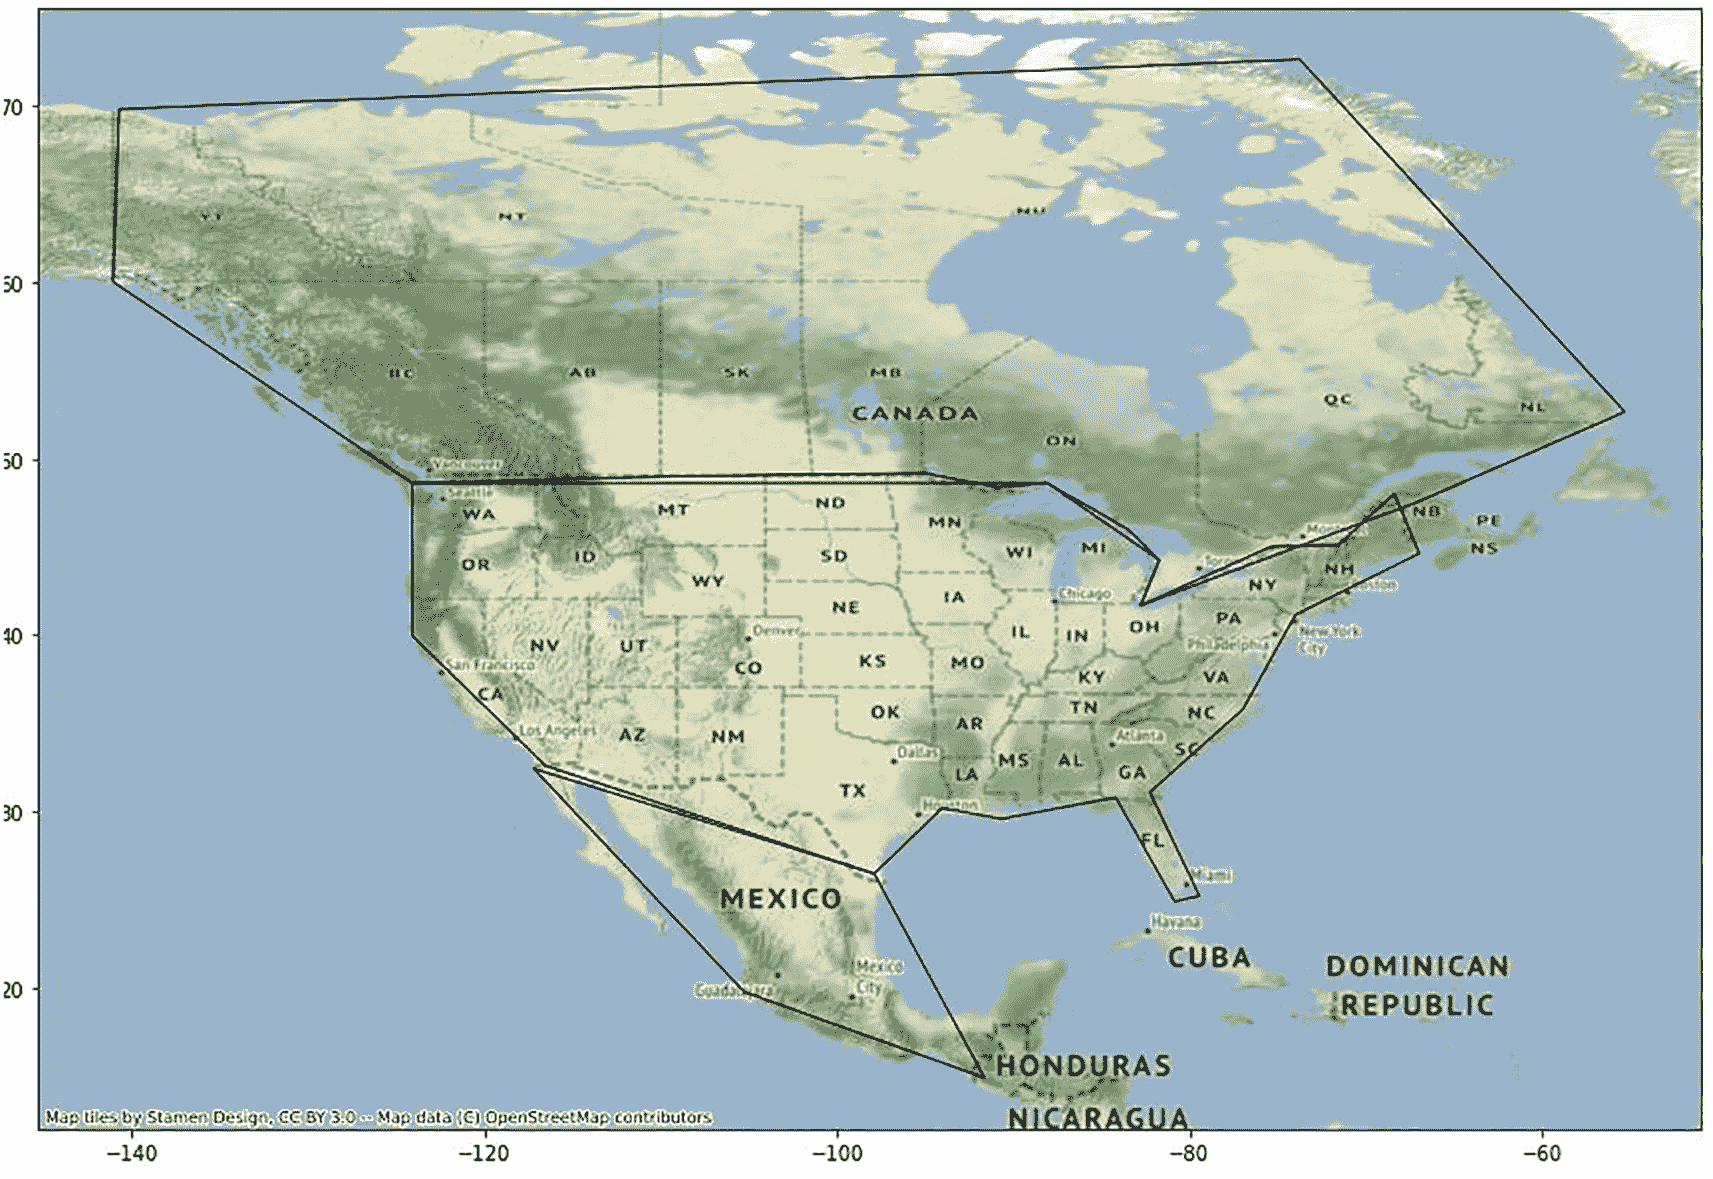 70
YT
NT
NU
60
BC
AB
SK
MB
QC
NL
CANADA
ON
50
Vancouver
Seattle
WA
MT
ND
MN
NB
PE
NS
OR
ID
SD
WI
MI
NH
WY
NY
Chicago
NE
IA
OH
PA
40
NV
UT
Denver
IL
IN
Philadelphia
New York
City
San Francisco
CO
KS
MO
KY
VA
CA
OK
AR
TN
NC
Los Angeles
AZ
NM
Atlanta
SC
Dallas
MS
AL
GA
LA
TX
Houston
30
FL
Miami
MEXICO
Havana
CUBA
DOMINICAN
REPUBLIC
Mexico
City
Guadalajara
20
HONDURAS
NICARAGUA
Map tiles by Stamen Design, CC BY 3.0 -- Map data (C) OpenStreetMap contributors
−140
−120
−100
−80
−60